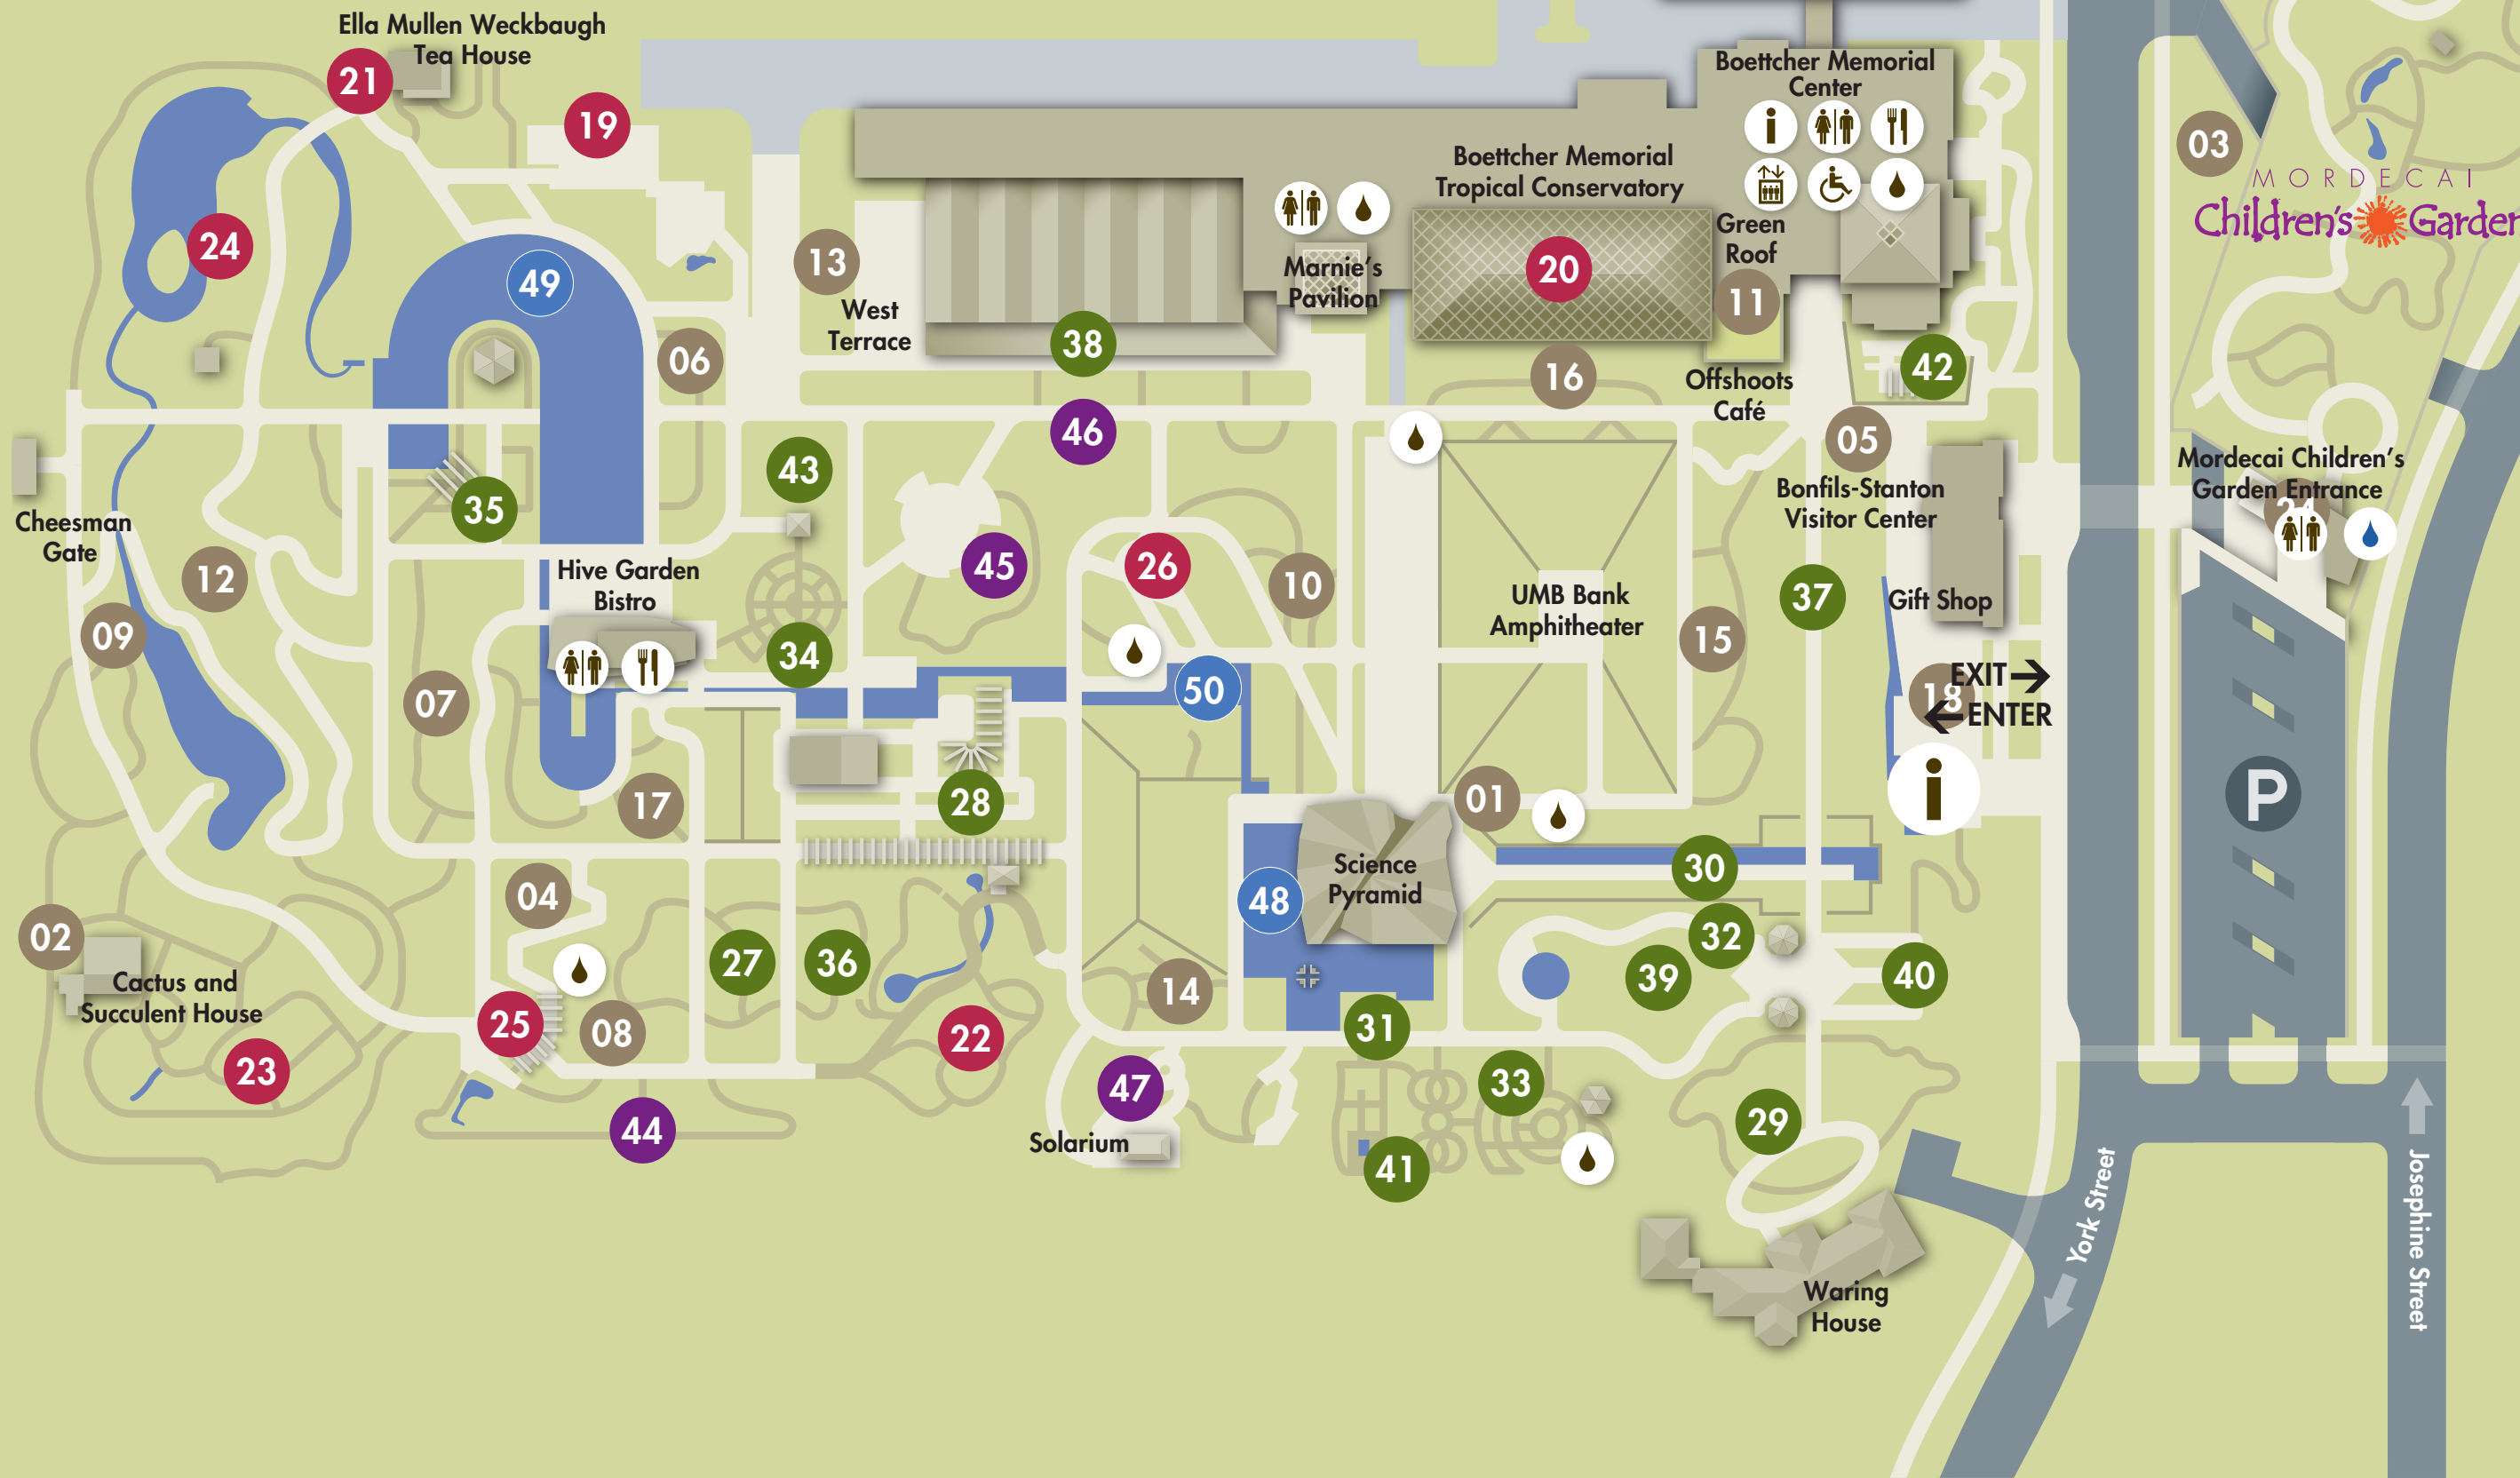 Ella Mullen Weckbaugh
Tea House
21
19
24
49
13
West
Terrace
06
38
Marnie's
Pavilion
Boettcher Memorial
Tropical Conservatory
20
Boettcher Memorial
Center
Green
Roof
11
16
Offshoots
Café
42
03
MORDECAI
Children's Garden
46
43
35
05
Bonfils-Stanton
Visitor Center
Mordecai Children's
Garden Entrance
Cheesman
Gate
12
09
Hive Garden
Bistro
45
26
10
UMB Bank
Amphitheater
15
37
Gift Shop
34
07
50
18
EXIT
ENTER
17
28
01
P
Science
Pyramid
30
48
04
02
Cactus and
Succulent House
27
36
32
39
40
14
25
08
22
31
23
44
47
Solarium
33
41
29
Waring
House
York Street
Josephine Street